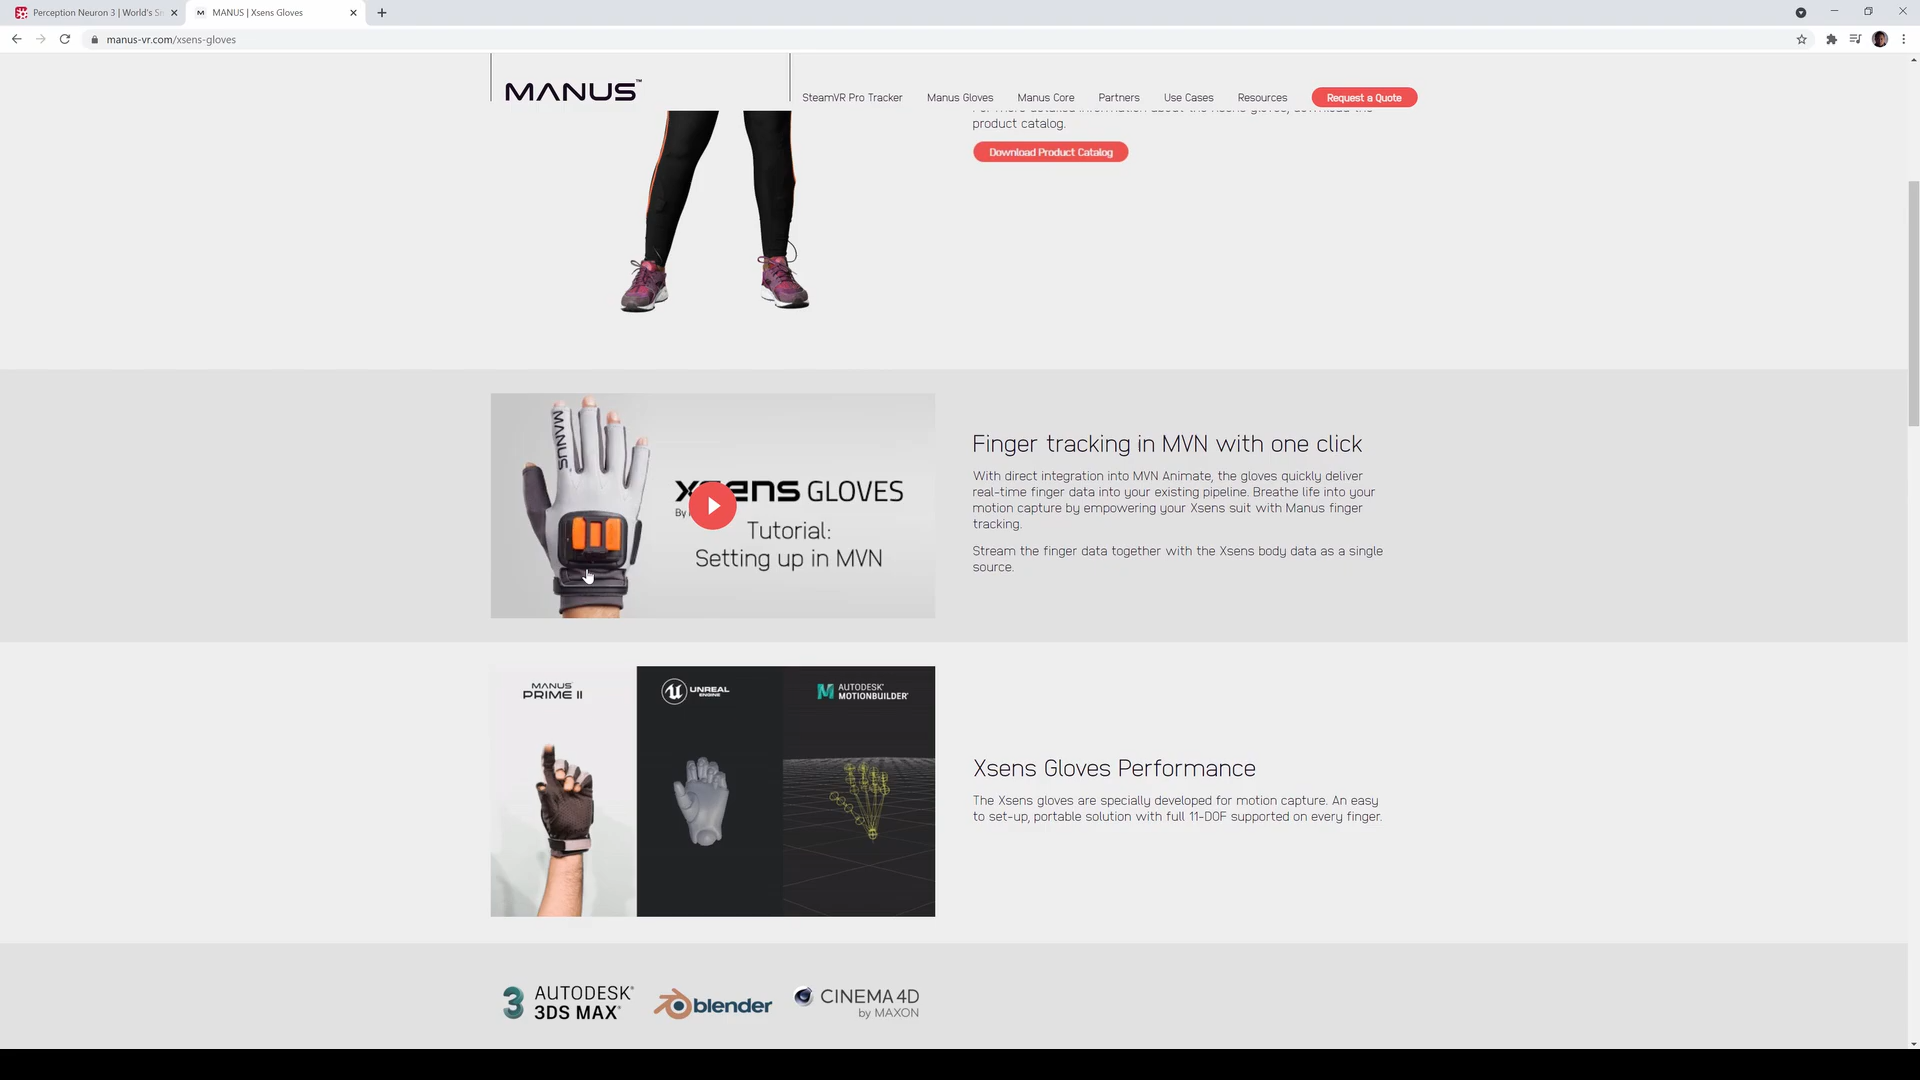 Perception Neuron 3 | World's Sm
MANUS | Xsens Gloves
manus-vr.com/xsens-gloves
MANUS™
SteamVR Pro Tracker
Manus Gloves
Manus Core
Partners
Use Cases
Resources
Request a Quote
product catalog.
Download Product Catalog
MANUS
xsens GLOVES
By
Tutorial:
Setting up in MVN
Finger tracking in MVN with one click
With direct integration into MVN Animate, the gloves quickly deliver
real-time finger data into your existing pipeline. Breathe life into your
motion capture by empowering your Xsens suit with Manus finger
tracking.
Stream the finger data together with the Xsens body data as a single
source.
MANUS
PRIME II
UNREAL
ENGINE
AUTODESK®
MOTIONBUILDER®
Xsens Gloves Performance
The Xsens gloves are specially developed for motion capture. An easy
to set-up, portable solution with full 11-DOF supported on every finger.
3 AUTODESK®
3DS MAX®
blender
CINEMA 4D
by MAXON